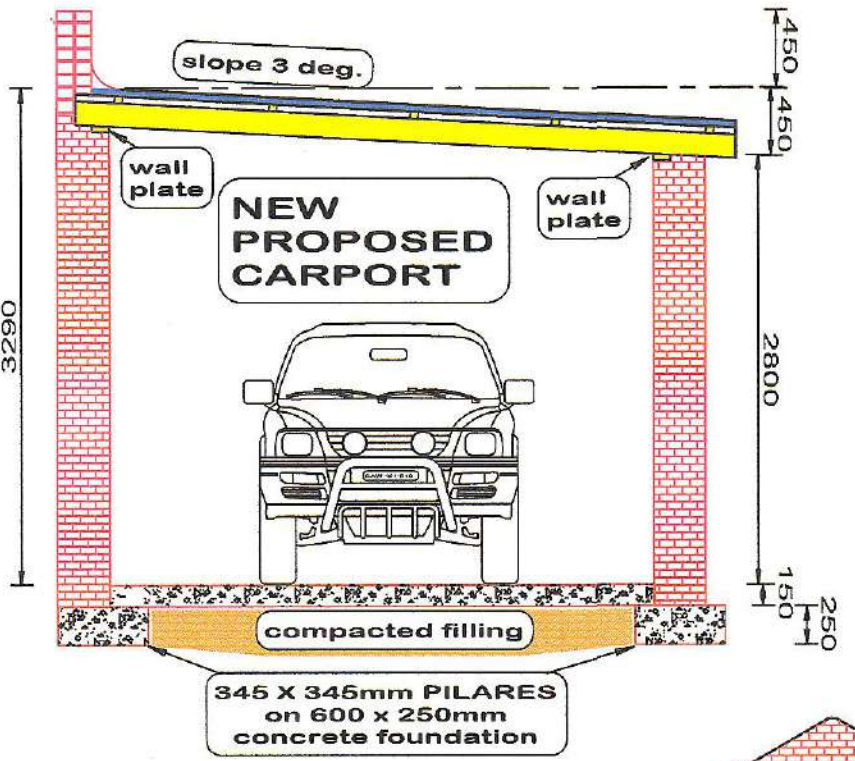 450
slope 3 deg.
450
wall
plate
wall
plate
NEW
PROPOSED
CARPORT
3290
2800
150
250
compacted filling
345 X 345mm PILARES
on 600 x 250mm
concrete foundation